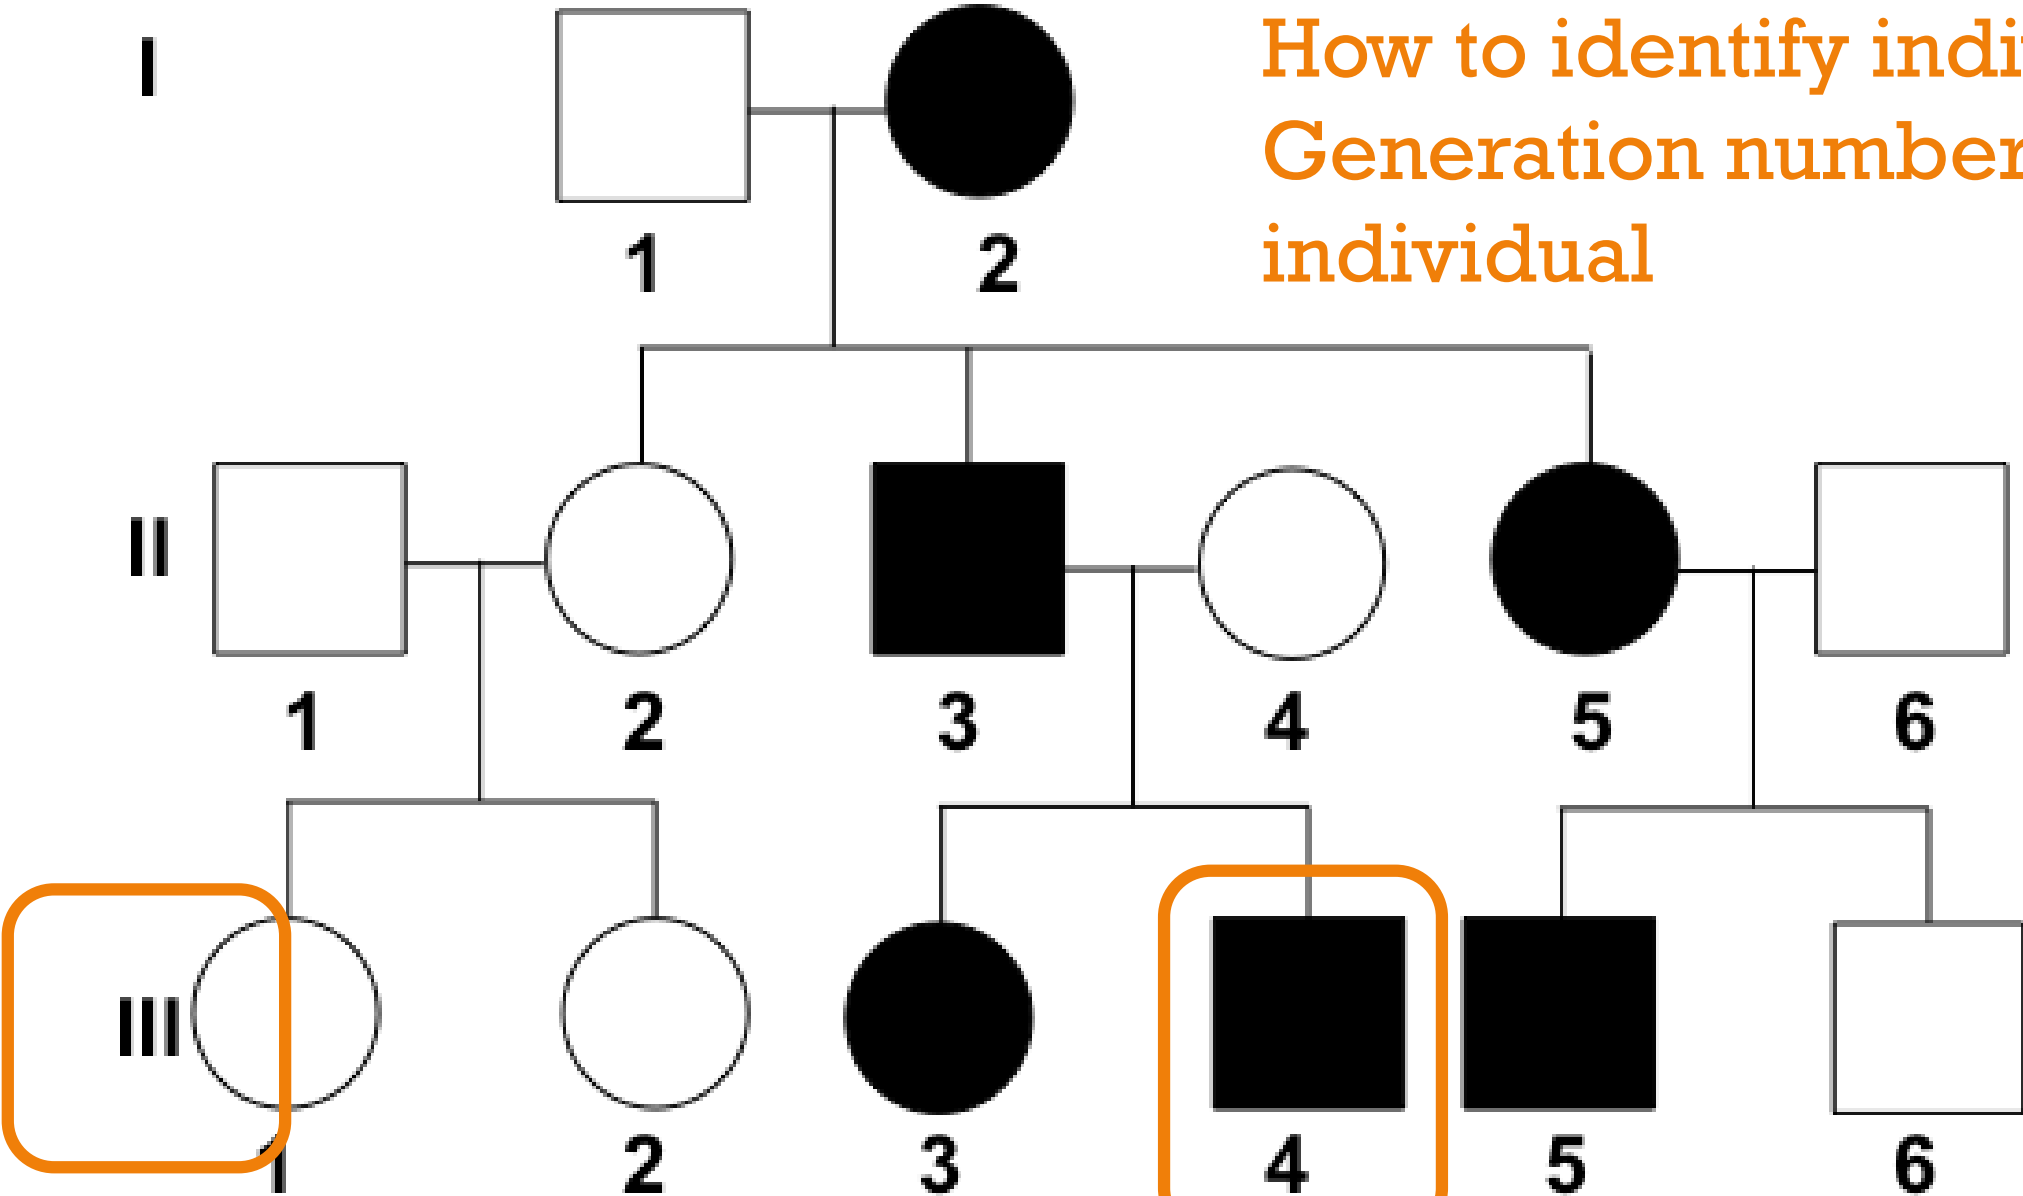 I
How to identify indi
Generation number
individual
1 2
II
1 2 3 4 5 6
III
1 2 3 4 5 6